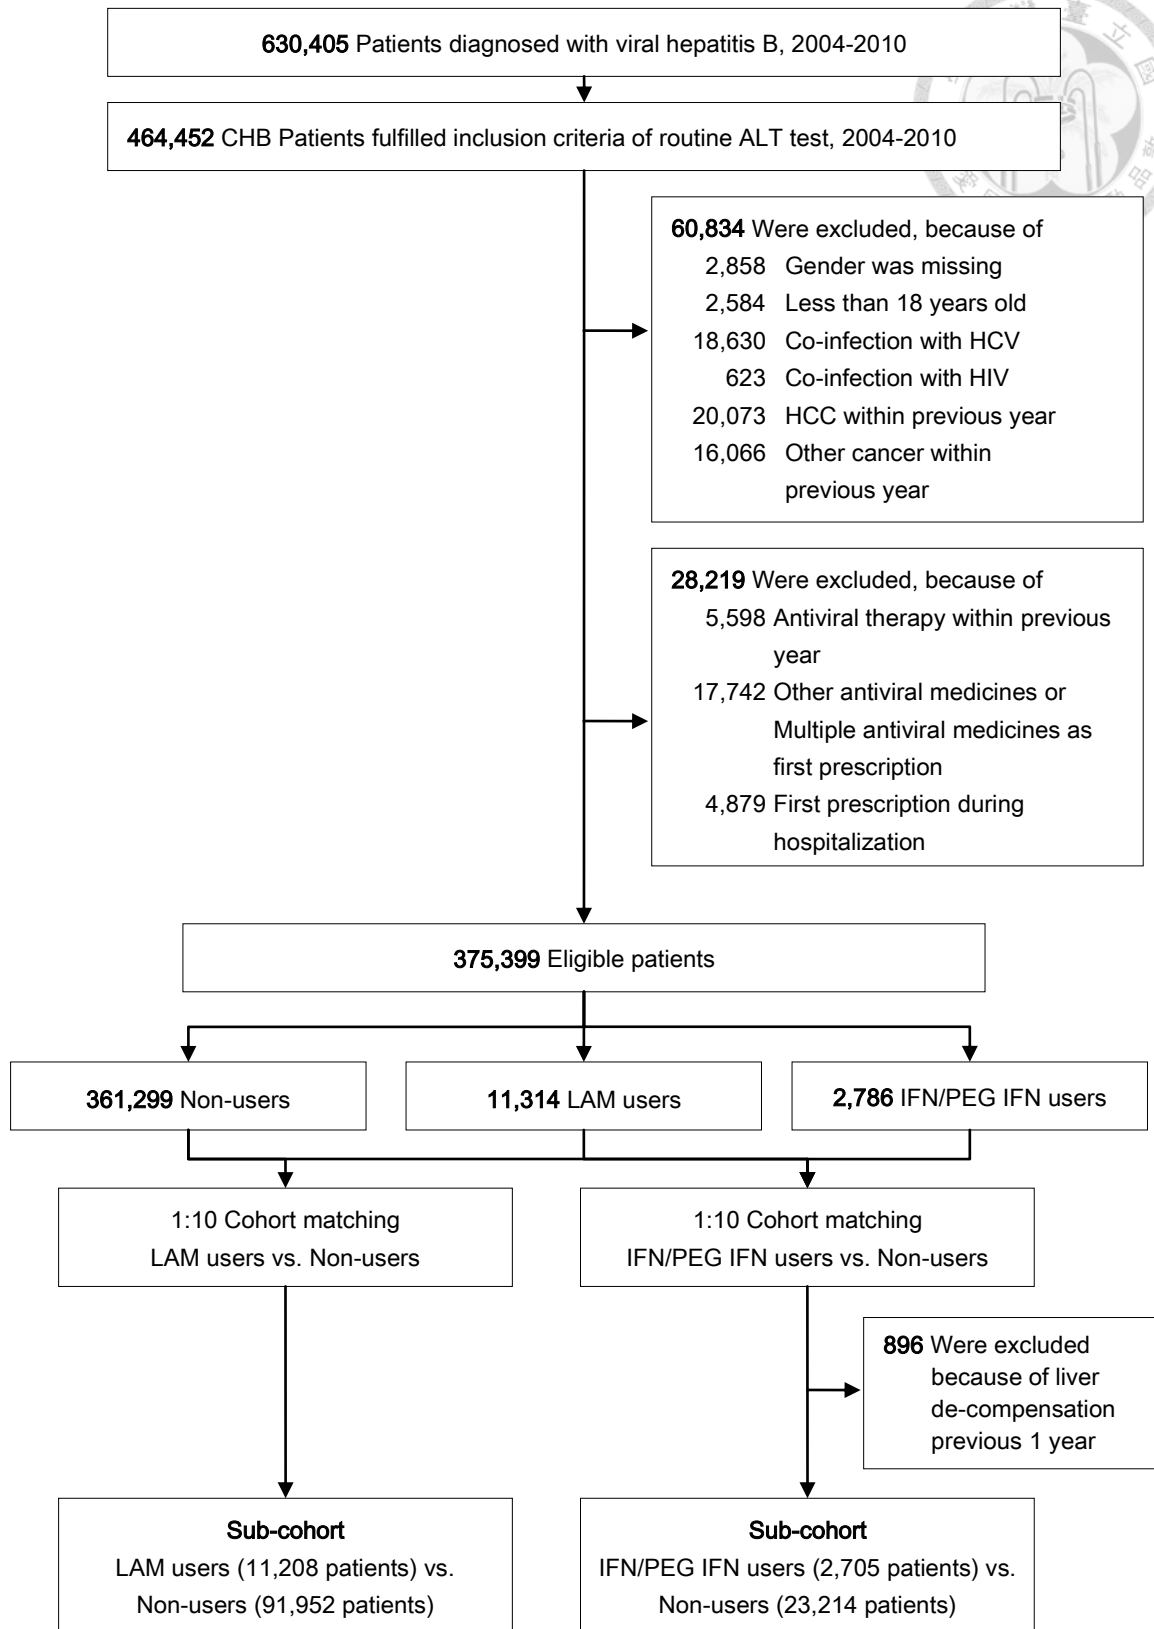 630,405 Patients diagnosed with viral hepatitis B, 2004-2010
464,452 CHB Patients fulfilled inclusion criteria of routine ALT test, 2004-2010
60,834 Were excluded, because of
2,858 Gender was missing
2,584 Less than 18 years old
18,630 Co-infection with HCV
623 Co-infection with HIV
20,073 HCC within previous year
16,066 Other cancer within
previous year
28,219 Were excluded, because of
5,598 Antiviral therapy within previous
year
17,742 Other antiviral medicines or
Multiple antiviral medicines as
first prescription
4,879 First prescription during
hospitalization
375,399 Eligible patients
361,299 Non-users
11,314 LAM users
2,786 IFN/PEG IFN users
1:10 Cohort matching
LAM users vs. Non-users
1:10 Cohort matching
IFN/PEG IFN users vs. Non-users
896 Were excluded
because of liver
de-compensation
previous 1 year
Sub-cohort
LAM users (11,208 patients) vs.
Non-users (91,952 patients)
Sub-cohort
IFN/PEG IFN users (2,705 patients) vs.
Non-users (23,214 patients)